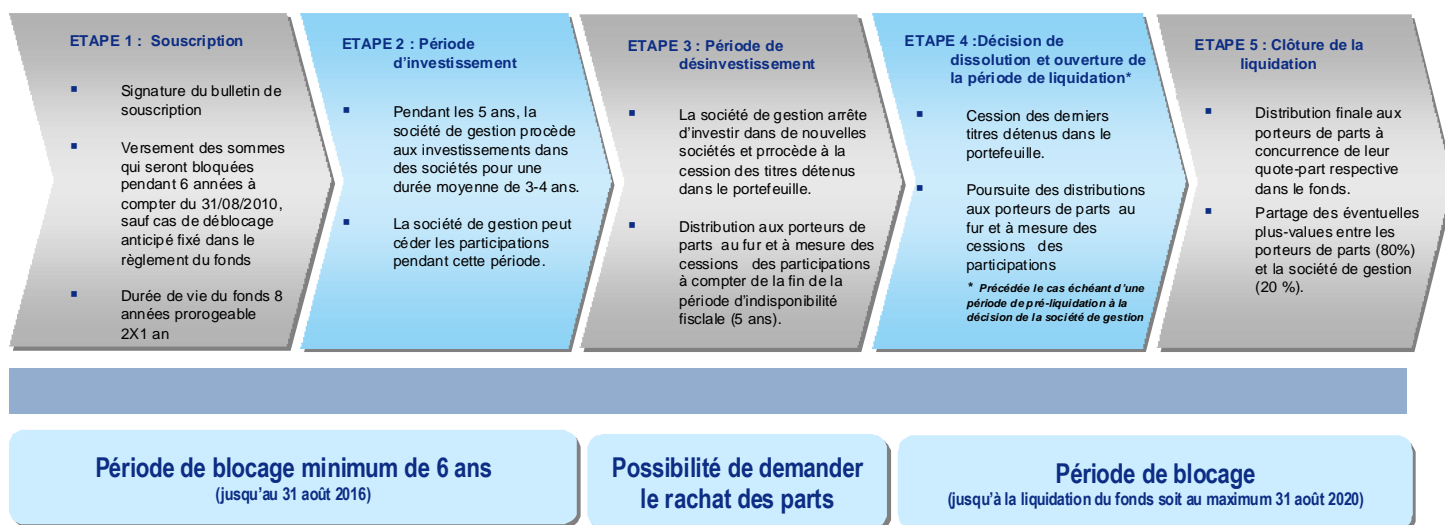 ETAPE 1 : Souscription
Signature du bulletin de
souscription
Versement des sommes
qui seront bloquées
pendant 6 années à
compter du 31/08/2010,
sauf cas de déblocage
anticipé fixé dans le
règlement du fonds
Durée de vie du fonds 8
années prorogeable
2X1 an
ETAPE 2 : Période
d'investissement
Pendant les 5 ans, la
société de gestion procède
aux investissements dans
des sociétés pour une
durée moyenne de 3-4 ans.
La société de gestion peut
céder les participations
pendant cette période.
ETAPE 3 : Période de
désinvestissement
La société de gestion arrête
d'investir dans de nouvelles
sociétés et prrocède à la
cession des titres détenus
dans le portefeuille.
Distribution aux porteurs de
parts au fur et à mesure des
cessions des participations
à compter de la fin de la
période d'indisponibilité
fisclale (5 ans).
ETAPE 4 :Décision de
dissolution et ouverture de
la période de liquidation*
Cession des derniers
titres détenus dans le
portefeuille.
Poursuite des distributions
aux porteurs de parts au
fur et à mesure des
cessions des
participations
* Précédée le cas échéant d'une
période de pré-liquidation à la
décision de la société de gestion
ETAPE 5 : Clôture de la
liquidation
Distribution finale aux
porteurs de parts à
concurrence de leur
quote-part respective
dans le fonds.
Partage des éventuelles
plus-values entre les
porteurs de parts (80%)
et la société de gestion
(20 %).
Période de blocage minimum de 6 ans
(jusqu'au 31 août 2016)
Possibilité de demander
le rachat des parts
Période de blocage
(jusqu'à la liquidation du fonds soit au maximum 31 août 2020)